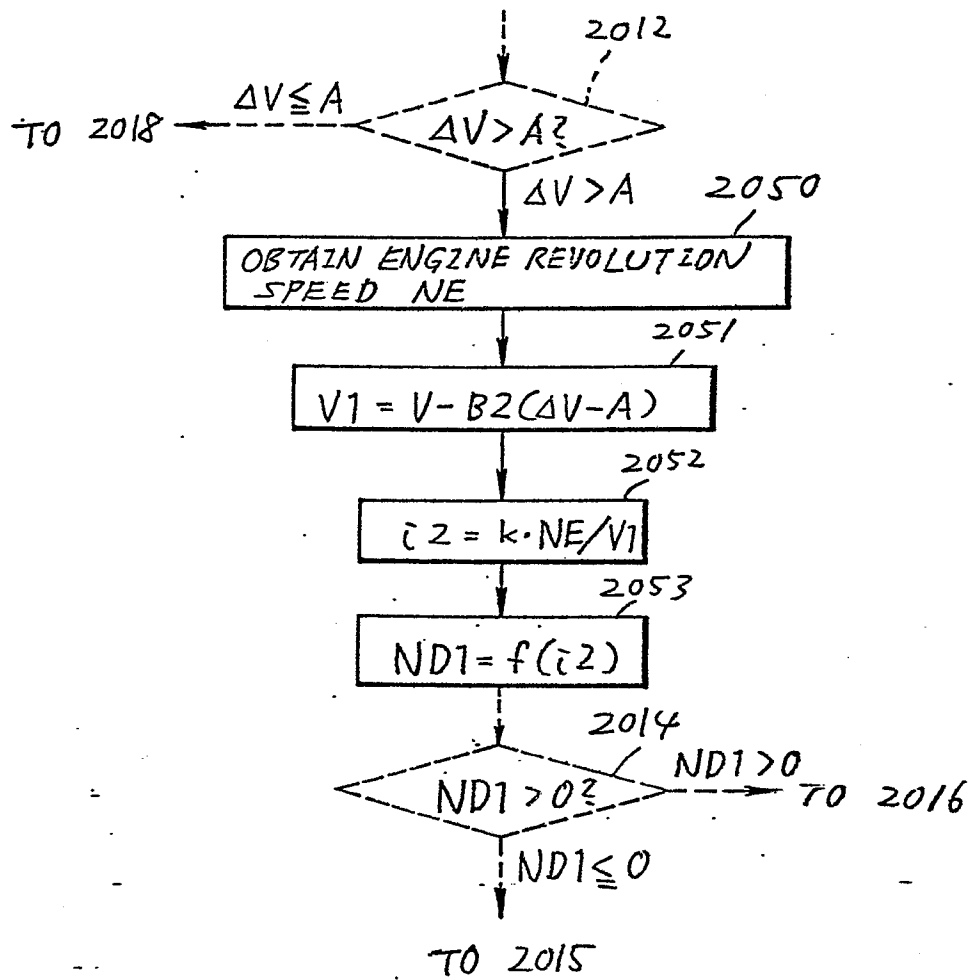 2012
ΔV≦A
TO 2018
ΔV>A?
ΔV>A
2050
OBTAIN ENGINE REVOLUTION
SPEED NE
2051
V1=V-B2(ΔV-A)
2052
i2=k·NE/V1
2053
ND1=f(i2)
2014
ND1>0
ND1>0?
TO 2016
ND1≦0
TO 2015